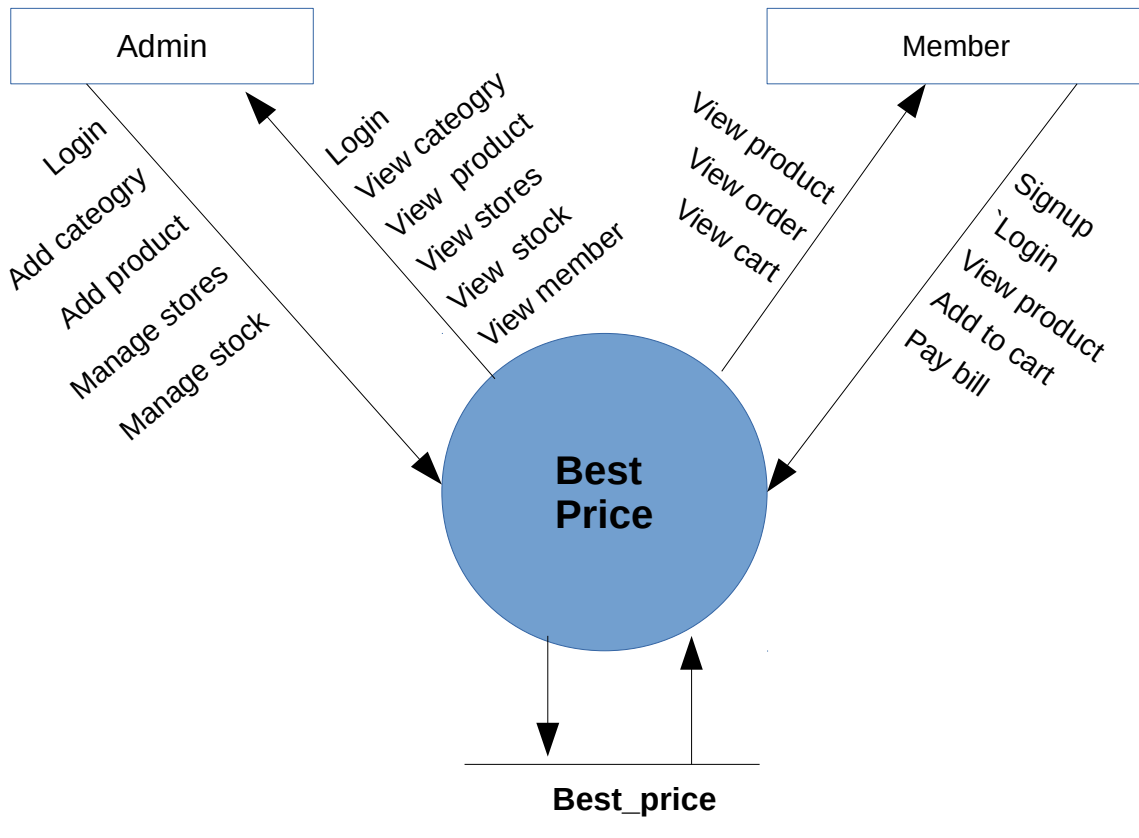 Admin
Member
Login
Add cateogry
Add product
Manage stores
Manage stock
Login
View cateogry
View product
View stores
View stock
View member
View product
View order
View cart
Signup
`Login
View product
Add to cart
Pay bill
Best
Price
Best_price